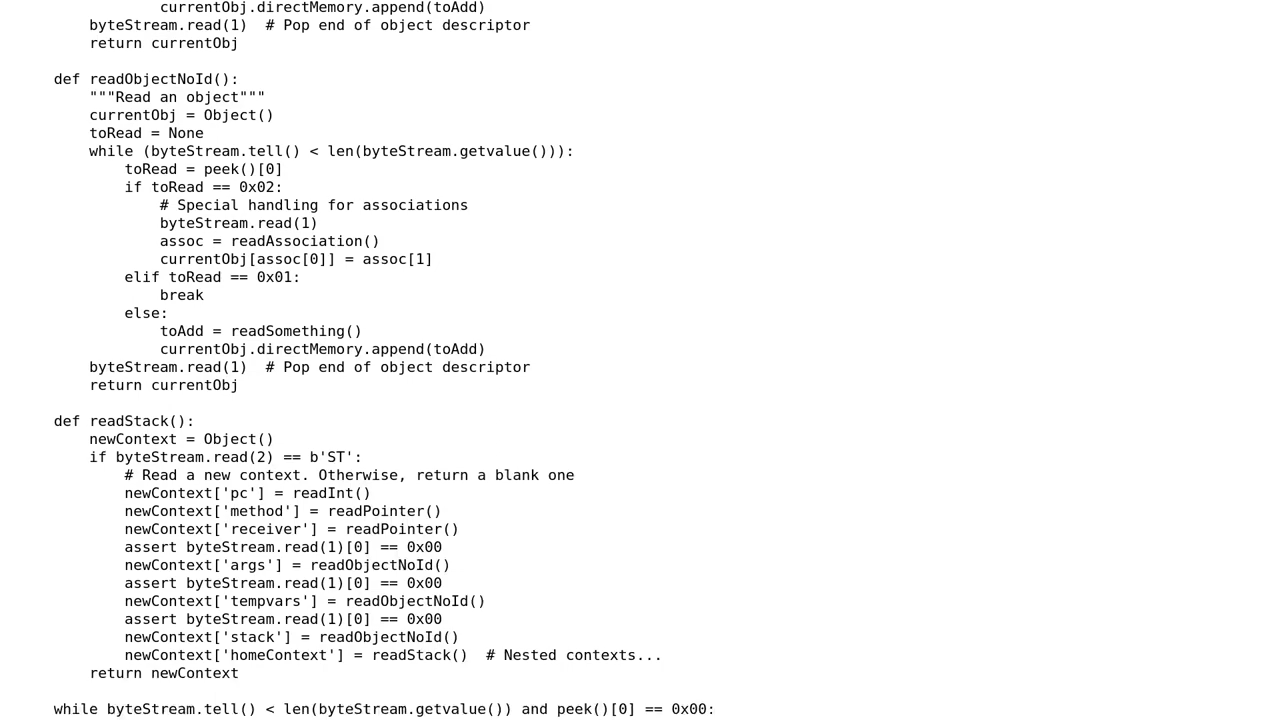 currentObj.directMemory.append(toAdd)
    byteStream.read(1)  # Pop end of object descriptor
    return currentObj

def readObjectNoId():
    """Read an object"""
    currentObj = Object()
    toRead = None
    while (byteStream.tell() < len(byteStream.getvalue())):
        toRead = peek()[0]
        if toRead == 0x02:
            # Special handling for associations
            byteStream.read(1)
            assoc = readAssociation()
            currentObj[assoc[0]] = assoc[1]
        elif toRead == 0x01:
            break
        else:
            toAdd = readSomething()
            currentObj.directMemory.append(toAdd)
    byteStream.read(1)  # Pop end of object descriptor
    return currentObj

def readStack():
    newContext = Object()
    if byteStream.read(2) == b'ST':
        # Read a new context. Otherwise, return a blank one
        newContext['pc'] = readInt()
        newContext['method'] = readPointer()
        newContext['receiver'] = readPointer()
        assert byteStream.read(1)[0] == 0x00
        newContext['args'] = readObjectNoId()
        assert byteStream.read(1)[0] == 0x00
        newContext['tempvars'] = readObjectNoId()
        assert byteStream.read(1)[0] == 0x00
        newContext['stack'] = readObjectNoId()
        newContext['homeContext'] = readStack()  # Nested contexts...
    return newContext

while byteStream.tell() < len(byteStream.getvalue()) and peek()[0] == 0x00: